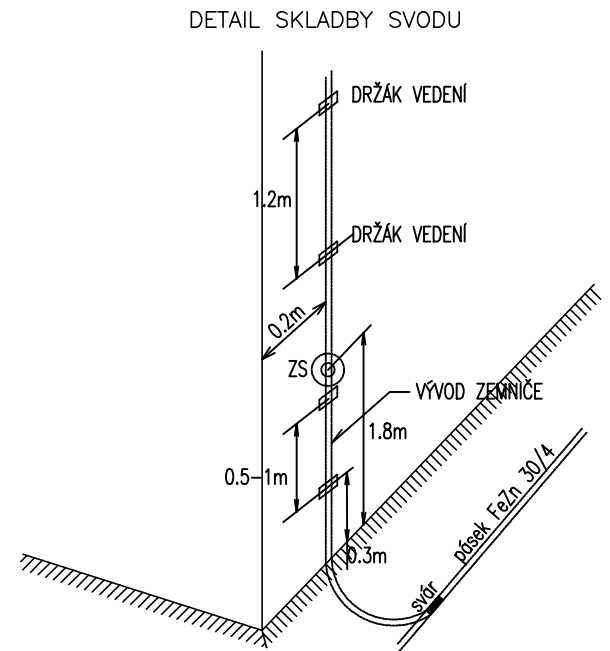 DETAIL SKLADBY SVODU
DRŽÁK VEDENÍ
1.2m
DRŽÁK VEDENÍ
0.2m
ZS
VÝVOD ZEMNIČE
1.8m
0.5-1m
0.3m
pásek FeZn 30/4
svár